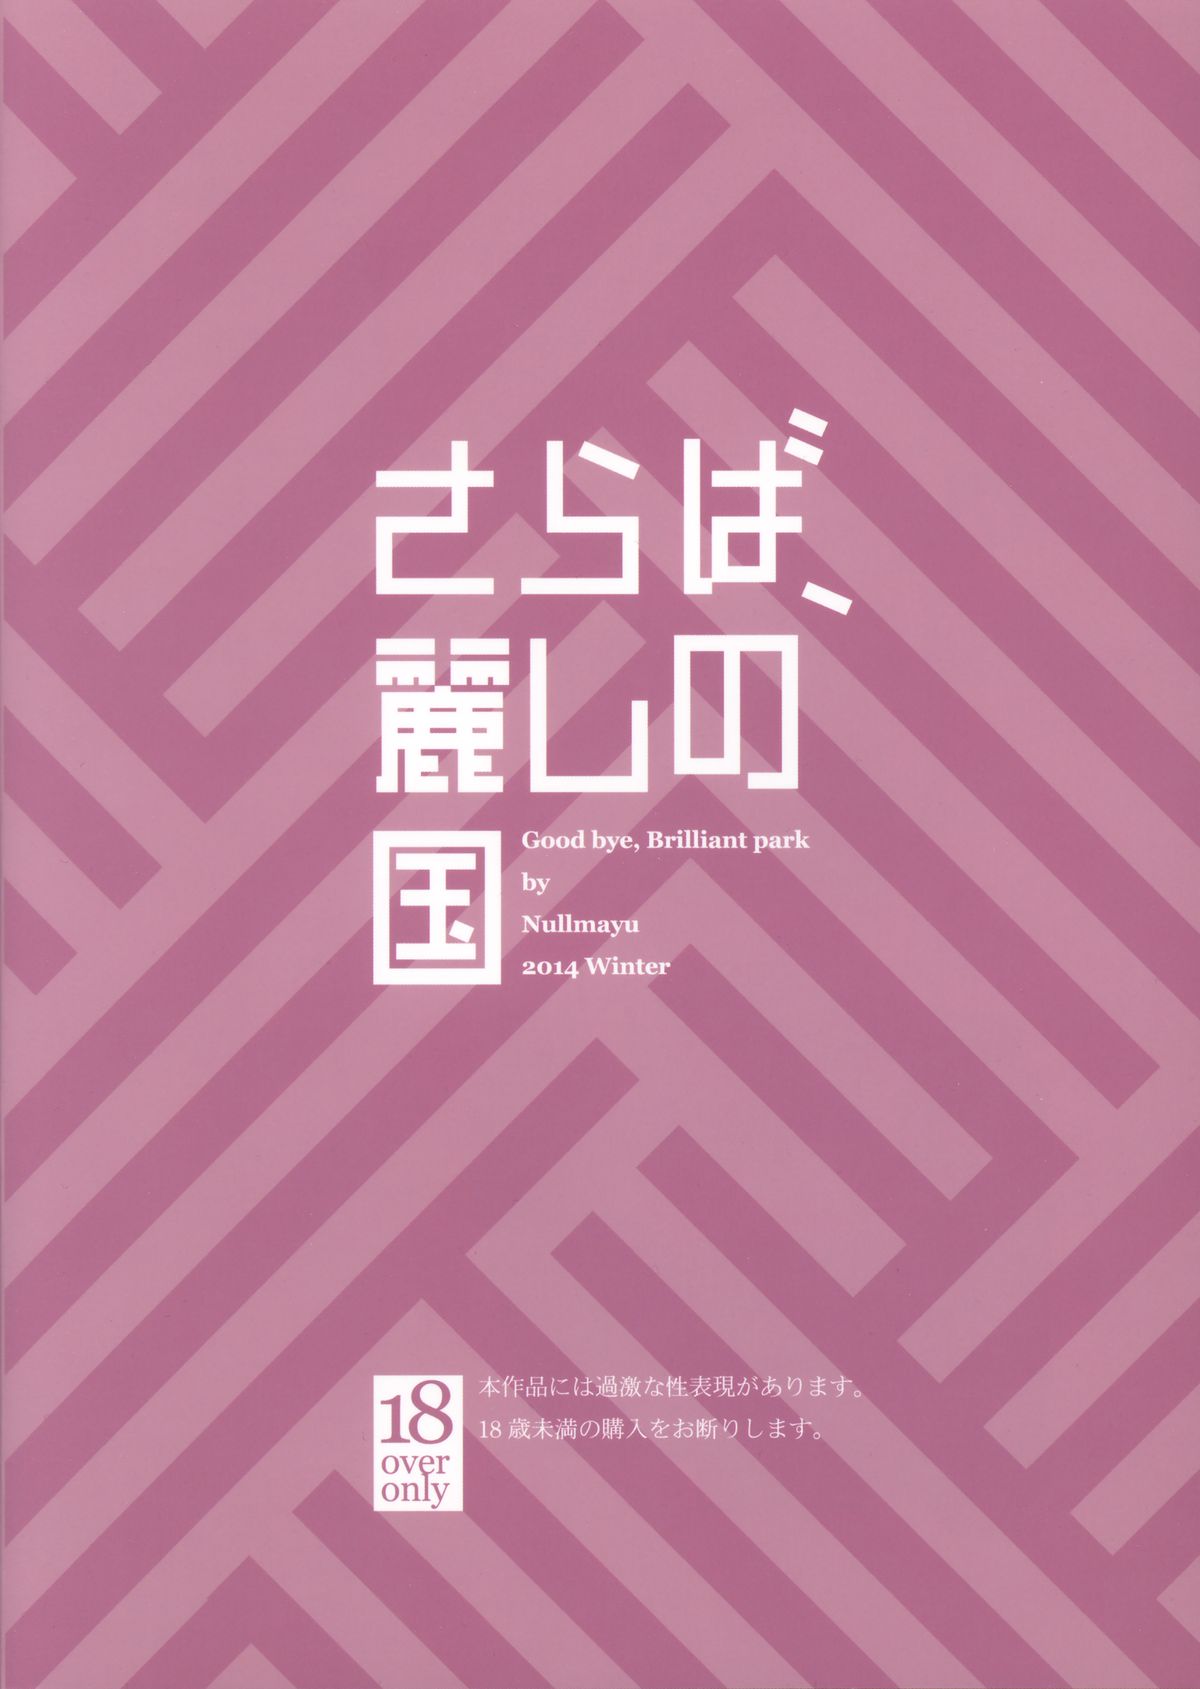 さらば、
麗しの
国
Good bye, Brilliant park
by
Nullmayu
2014 Winter
18
over
only
本作品には過激な性表現があります。
18 歳未満の購入をお断りします。